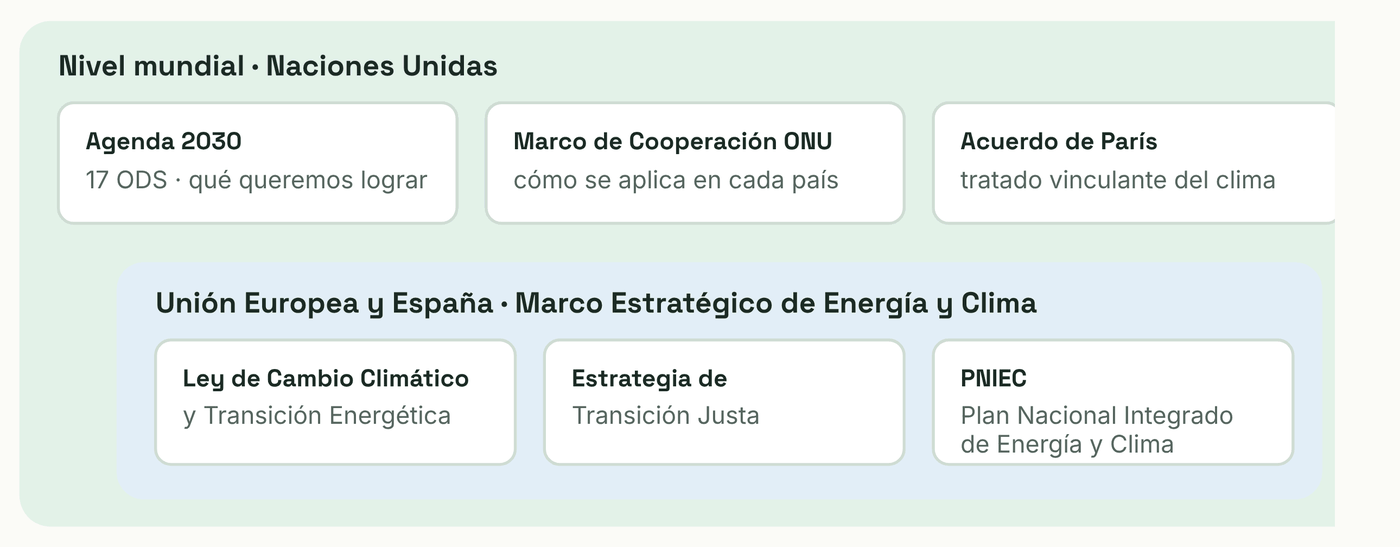 Nivel mundial · Naciones Unidas
Agenda 2030
17 ODS · qué queremos lograr
Marco de Cooperación ONU
cómo se aplica en cada país
Acuerdo de París
tratado vinculante del clima
Unión Europea y España · Marco Estratégico de Energía y Clima
Ley de Cambio Climático
y Transición Energética
Estrategia de
Transición Justa
PNIEC
Plan Nacional Integrado
de Energía y Clima